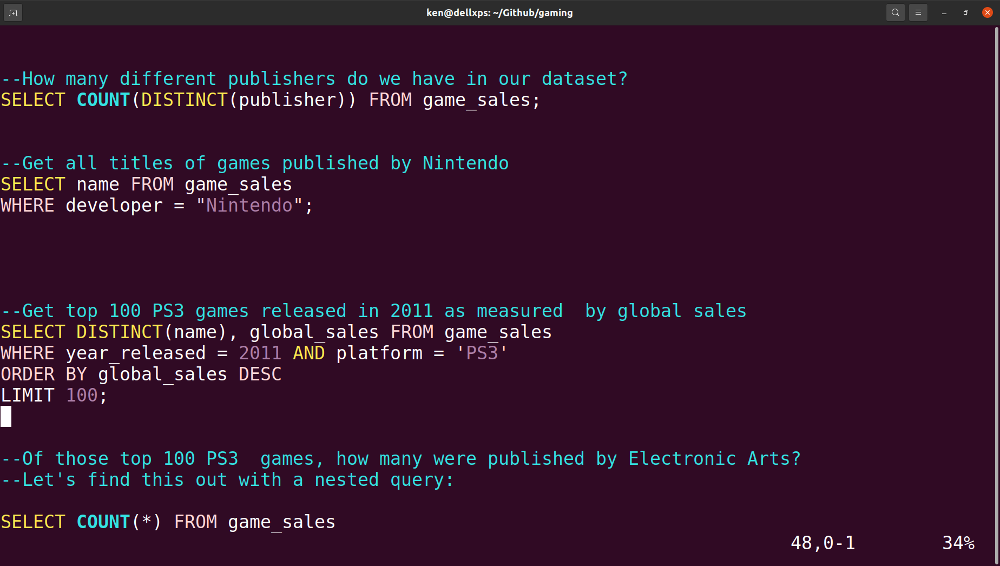 ken@dellxps: ~/Github/gaming
--How many different publishers do we have in our dataset?
SELECT COUNT(DISTINCT(publisher)) FROM game_sales;
--Get all titles of games published by Nintendo
SELECT name FROM game_sales
WHERE developer = "Nintendo";
--Get top 100 PS3 games released in 2011 as measured  by global sales
SELECT DISTINCT(name), global_sales FROM game_sales
WHERE year_released = 2011 AND platform = 'PS3'
ORDER BY global_sales DESC
LIMIT 100;
--Of those top 100 PS3  games, how many were published by Electronic Arts?
--Let's find this out with a nested query:
SELECT COUNT(*) FROM game_sales
48,0-1 34%